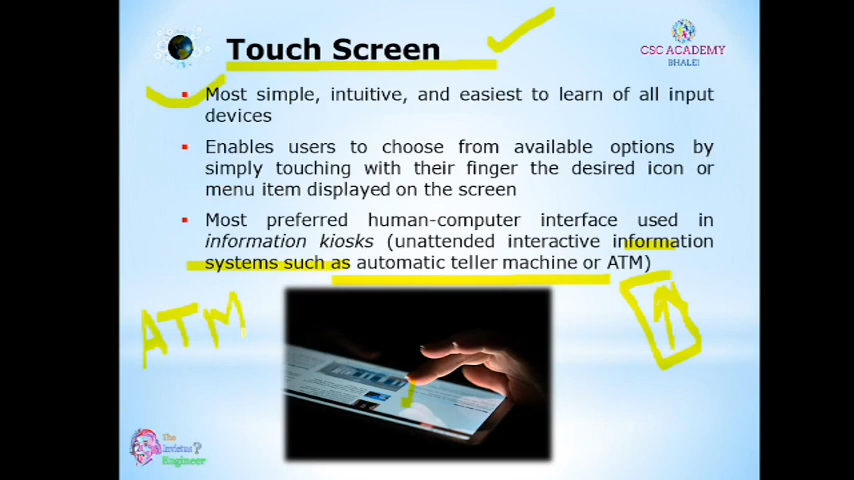 Touch Screen
CSC ACADEMY
BHALEI
Most simple, intuitive, and easiest to learn of all input
devices
Enables users to choose from available options by
simply touching with their finger the desired icon or
menu item displayed on the screen
Most preferred human-computer interface used in
information kiosks (unattended interactive information
systems such as automatic teller machine or ATM)
ATM
The
Invictus?
Engineer